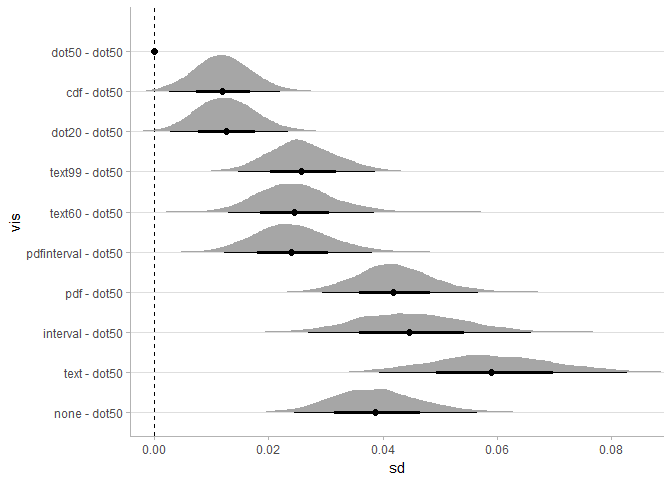 dot50 - dot50
cdf - dot50
dot20 - dot50
text99 - dot50
text60 - dot50
pdfinterval - dot50
pdf - dot50
interval - dot50
text - dot50
none - dot50
vis
0.00 0.02 0.04 0.06 0.08
sd